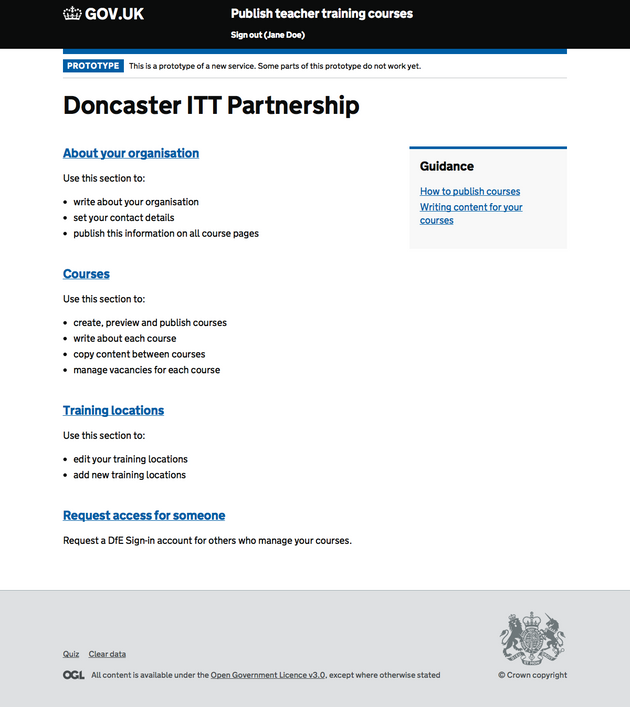 GOV.UK
Publish teacher training courses
Sign out (Jane Doe)
PROTOTYPE This is a prototype of a new service. Some parts of this prototype do not work yet.
Doncaster ITT Partnership
About your organisation
Use this section to:
• write about your organisation
• set your contact details
• publish this information on all course pages
Courses
Use this section to:
• create, preview and publish courses
• write about each course
• copy content between courses
• manage vacancies for each course
Training locations
Use this section to:
• edit your training locations
• add new training locations
Request access for someone
Request a DfE Sign-in account for others who manage your courses.
Guidance
How to publish courses
Writing content for your
courses
Quiz Clear data
OGL All content is available under the Open Government Licence v3.0, except where otherwise stated
© Crown copyright